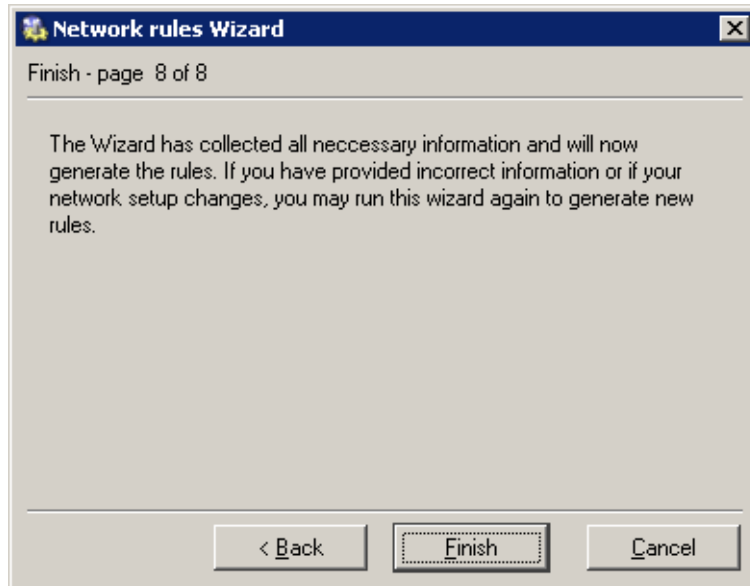 Network rules Wizard
Finish - page 8 of 8
The Wizard has collected all neccessary information and will now
generate the rules. If you have provided incorrect information or if your
network setup changes, you may run this wizard again to generate new
rules.
< Back
Finish
Cancel